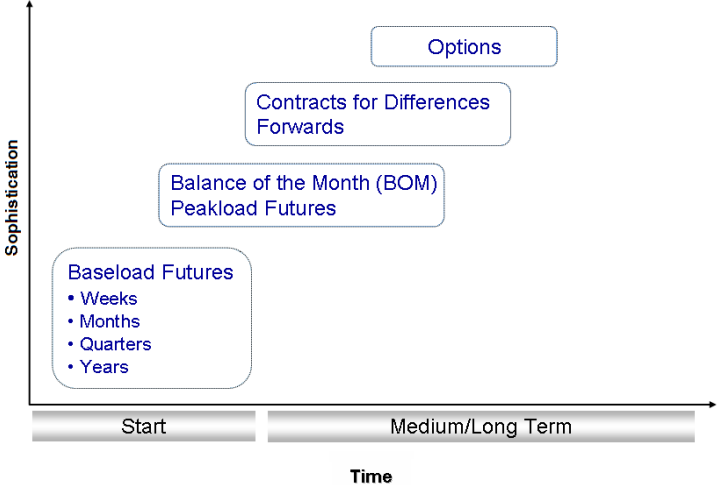 Options
Contracts for Differences
Forwards
Balance of the Month (BOM)
Peakload Futures
Baseload Futures
• Weeks
• Months
• Quarters
• Years
Sophistication
Start
Medium/Long Term
Time